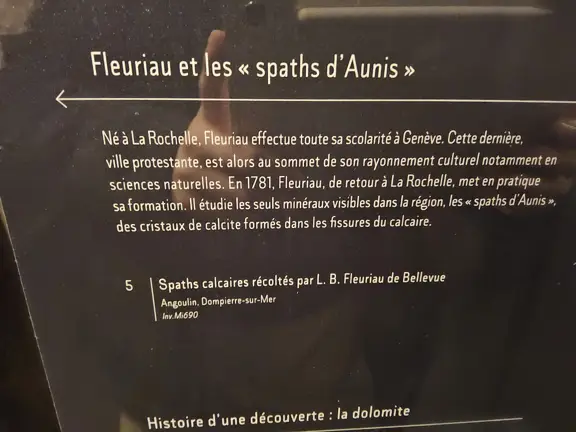 Fleuriau et les « spaths d'Aunis »
Né à La Rochelle, Fleuriau effectue toute sa scolarité à Genève. Cette dernière,
ville protestante, est alors au sommet de son rayonnement culturel notamment en
sciences naturelles. En 1781, Fleuriau, de retour à La Rochelle, met en pratique
sa formation. Il étudie les seuls minéraux visibles dans la région, les « spaths d'Aunis »,
des cristaux de calcite formés dans les fissures du calcaire.
5 Spaths calcaires récoltés par L. B. Fleuriau de Bellevue
Angoulin, Dompierre-sur-Mer
Inv.Mi690
Histoire d'une découverte : la dolomite